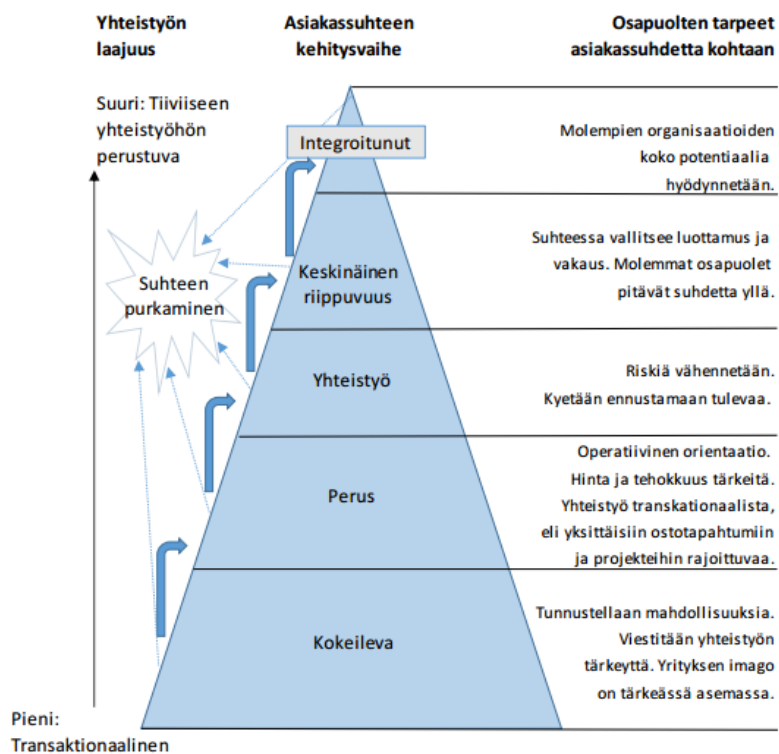 Yhteistyön
laajuus
Asiakassuhteen
kehitysvaihe
Osapuolten tarpeet
asiakassuhdetta kohtaan
Suuri: Tiiviiseen
yhteistyöhön
perustuva
Integroitunut
Molempien organisaatioiden
koko potentiaalia
hyödynnetään.
Suhteen
purkaminen
Keskinäinen
riippuvuus
Suhteessa vallitsee luottamus ja
vakaus. Molemmat osapuolet
pitävät suhdetta yllä.
Yhteistyö
Riskiä vähennetään.
Kyetään ennustamaan tulevaa.
Perus
Operatiivinen orientaatio.
Hinta ja tehokkuus tärkeitä.
Yhteistyö transkationaalista,
eli yksittäisiin ostotapahtumiin
ja projekteihin rajoittuvaa.
Kokeileva
Tunnustellaan mahdollisuuksia.
Viestitään yhteistyön
tärkeyttä. Yrityksen imago
on tärkeässä asemassa.
Pieni:
Transaktionaalinen